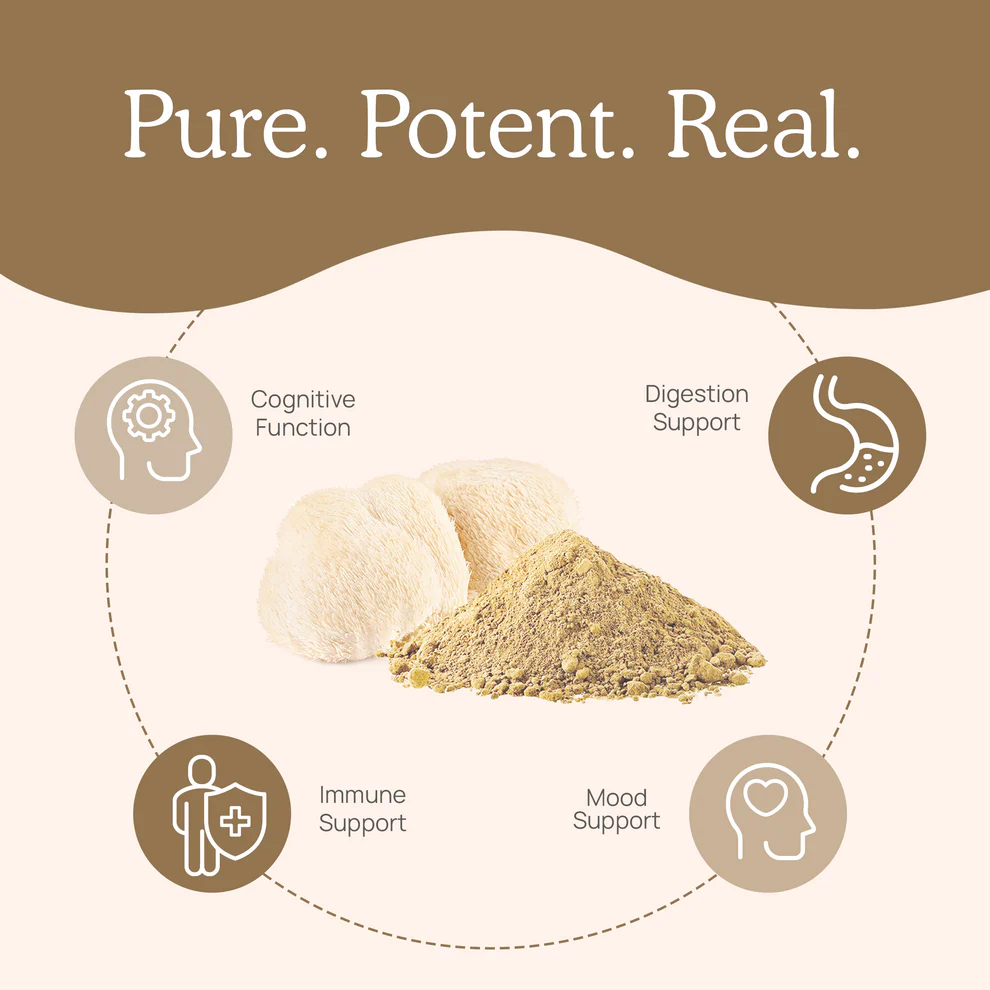 Pure. Potent. Real.
Cognitive
Function
Digestion
Support
Immune
Support
Mood
Support